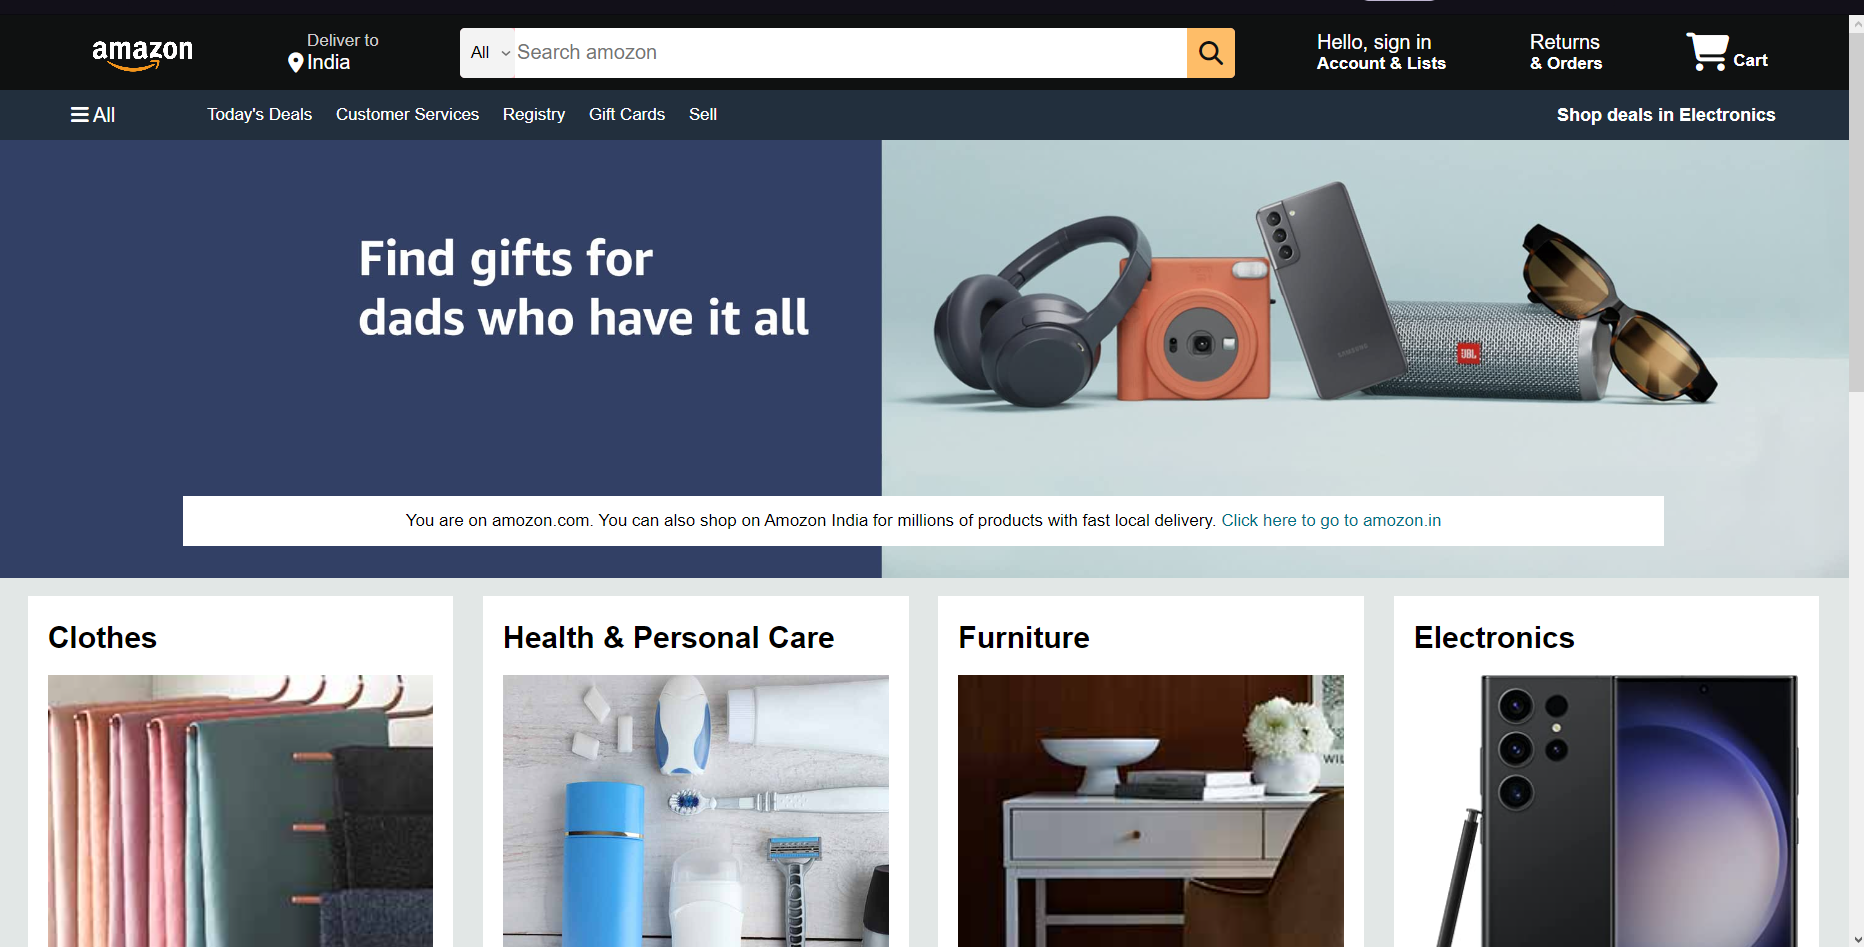 amazon
Deliver to
India
All
Search amozon
Hello, sign in
Account & Lists
Returns
& Orders
Cart
All
Today's Deals
Customer Services
Registry
Gift Cards
Sell
Shop deals in Electronics
Find gifts for
dads who have it all
SAMSUNG
JBL
You are on amozon.com. You can also shop on Amozon India for millions of products with fast local delivery. Click here to go to amozon.in
Clothes
Health & Personal Care
Furniture
Electronics
WIL